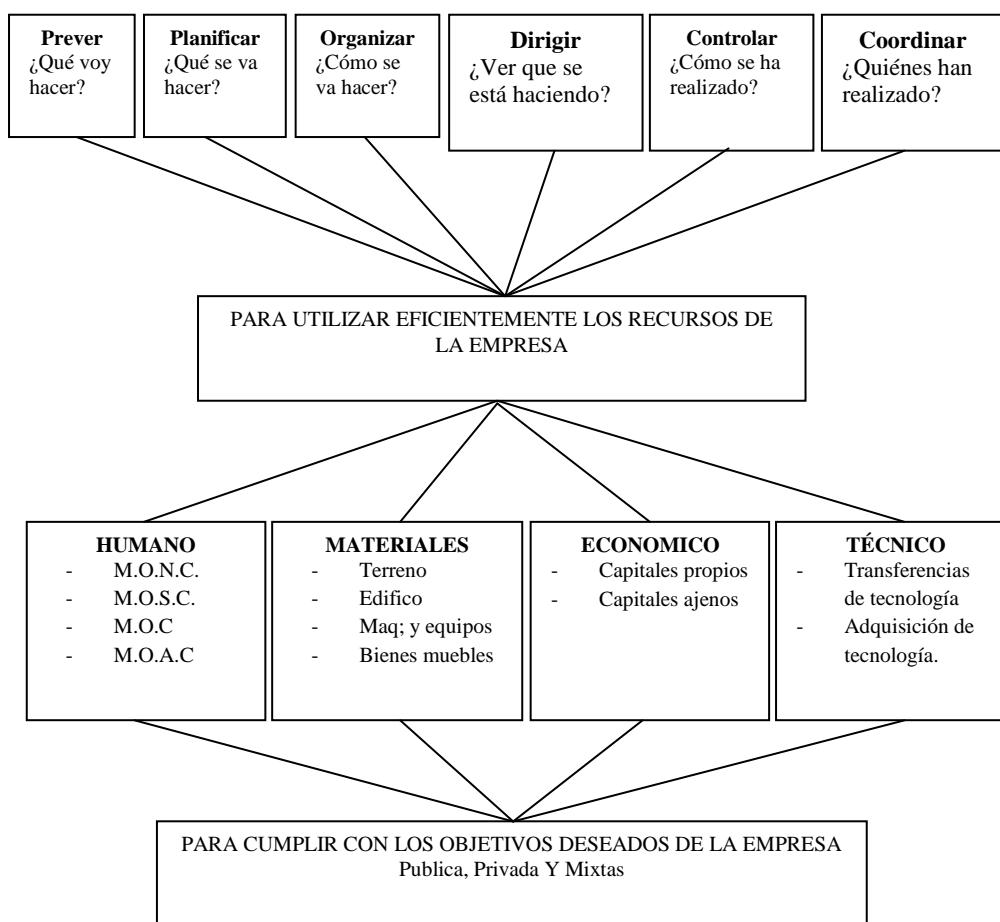 Prever
¿Qué voy
hacer?
Planificar
¿Qué se va
hacer?
Organizar
¿Cómo se
va hacer?
Dirigir
¿Ver que se
está haciendo?
Controlar
¿Cómo se ha
realizado?
Coordinar
¿Quiénes han
realizado?
PARA UTILIZAR EFICIENTEMENTE LOS RECURSOS DE
LA EMPRESA
HUMANO
- M.O.N.C.
- M.O.S.C.
- M.O.C
- M.O.A.C
MATERIALES
- Terreno
- Edifico
- Maq; y equipos
- Bienes muebles
ECONOMICO
- Capitales propios
- Capitales ajenos
TÉCNICO
- Transferencias
de tecnología
- Adquisición de
tecnología.
PARA CUMPLIR CON LOS OBJETIVOS DESEADOS DE LA EMPRESA
Publica, Privada Y Mixtas